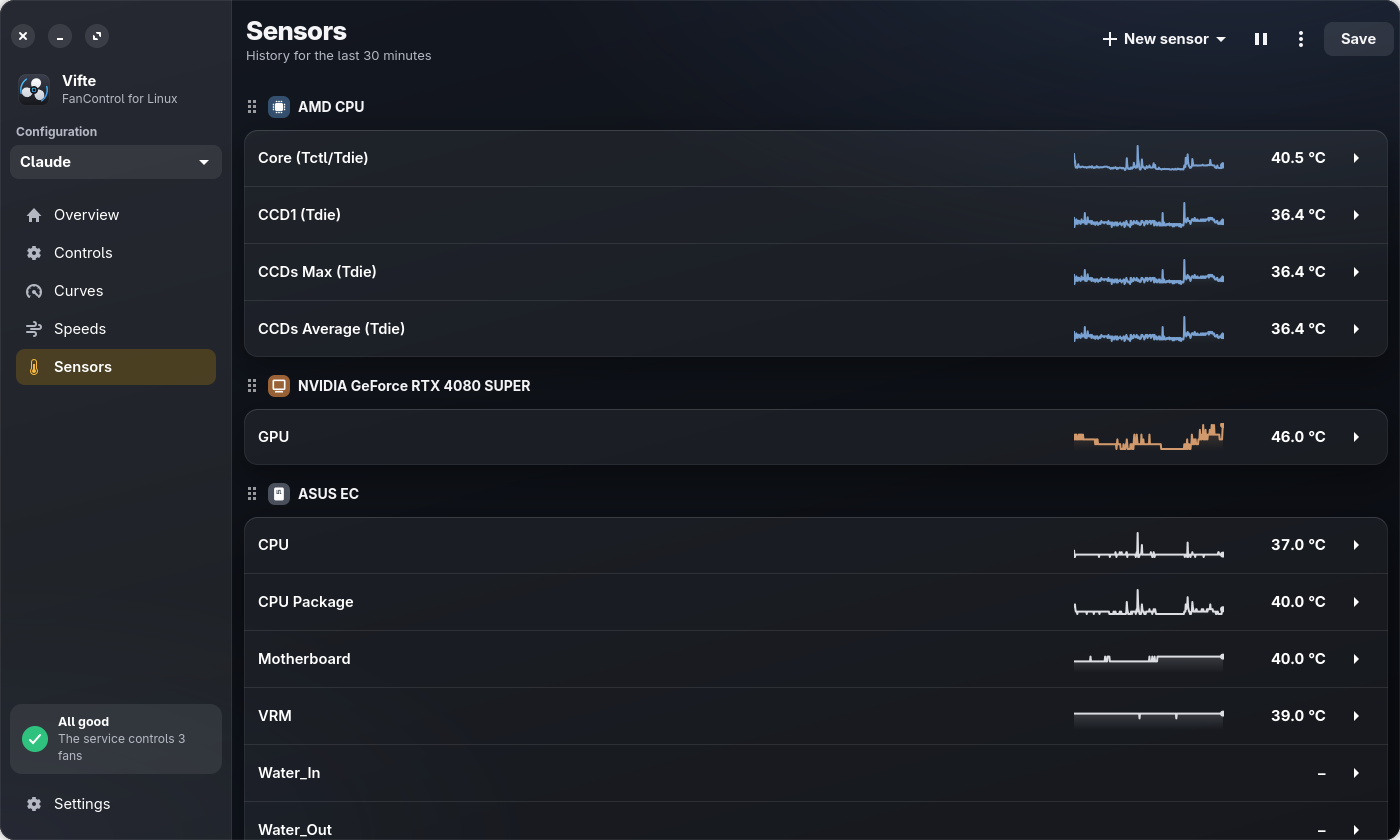 Sensors
History for the last 30 minutes
New sensor
Save
Vifte
FanControl for Linux
Configuration
Claude
Overview
Controls
Curves
Speeds
Sensors
All good
The service controls 3
fans
Settings
AMD CPU
Core (Tctl/Tdie) 40.5 °C
CCD1 (Tdie) 36.4 °C
CCDs Max (Tdie) 36.4 °C
CCDs Average (Tdie) 36.4 °C
NVIDIA GeForce RTX 4080 SUPER
GPU 46.0 °C
ASUS EC
CPU 37.0 °C
CPU Package 40.0 °C
Motherboard 40.0 °C
VRM 39.0 °C
Water_In –
Water_Out –